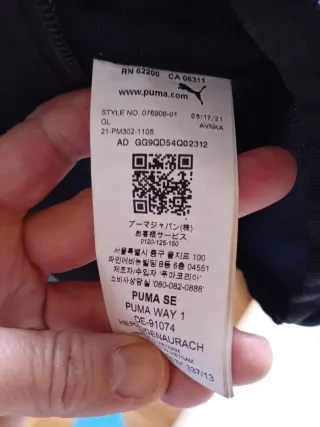 RN 62200 CA 06311
www.puma.com
STYLE NO. 076906-01 05/17/21
GL AVNKA
21-PM302-1105
AD GG9QD54Q02312
プーマジャパン(株)
お客様サービス
0120-125-150
서울특별시 중구 을지로 100
파인에비뉴빌딩 B동 6층 04551
제조자/수입자 '푸마코리아'
소비자상담실 '080-082-0888'
PUMA SE
PUMA WAY 1
DE-91074
HERZOGENAURACH
N° 337/13